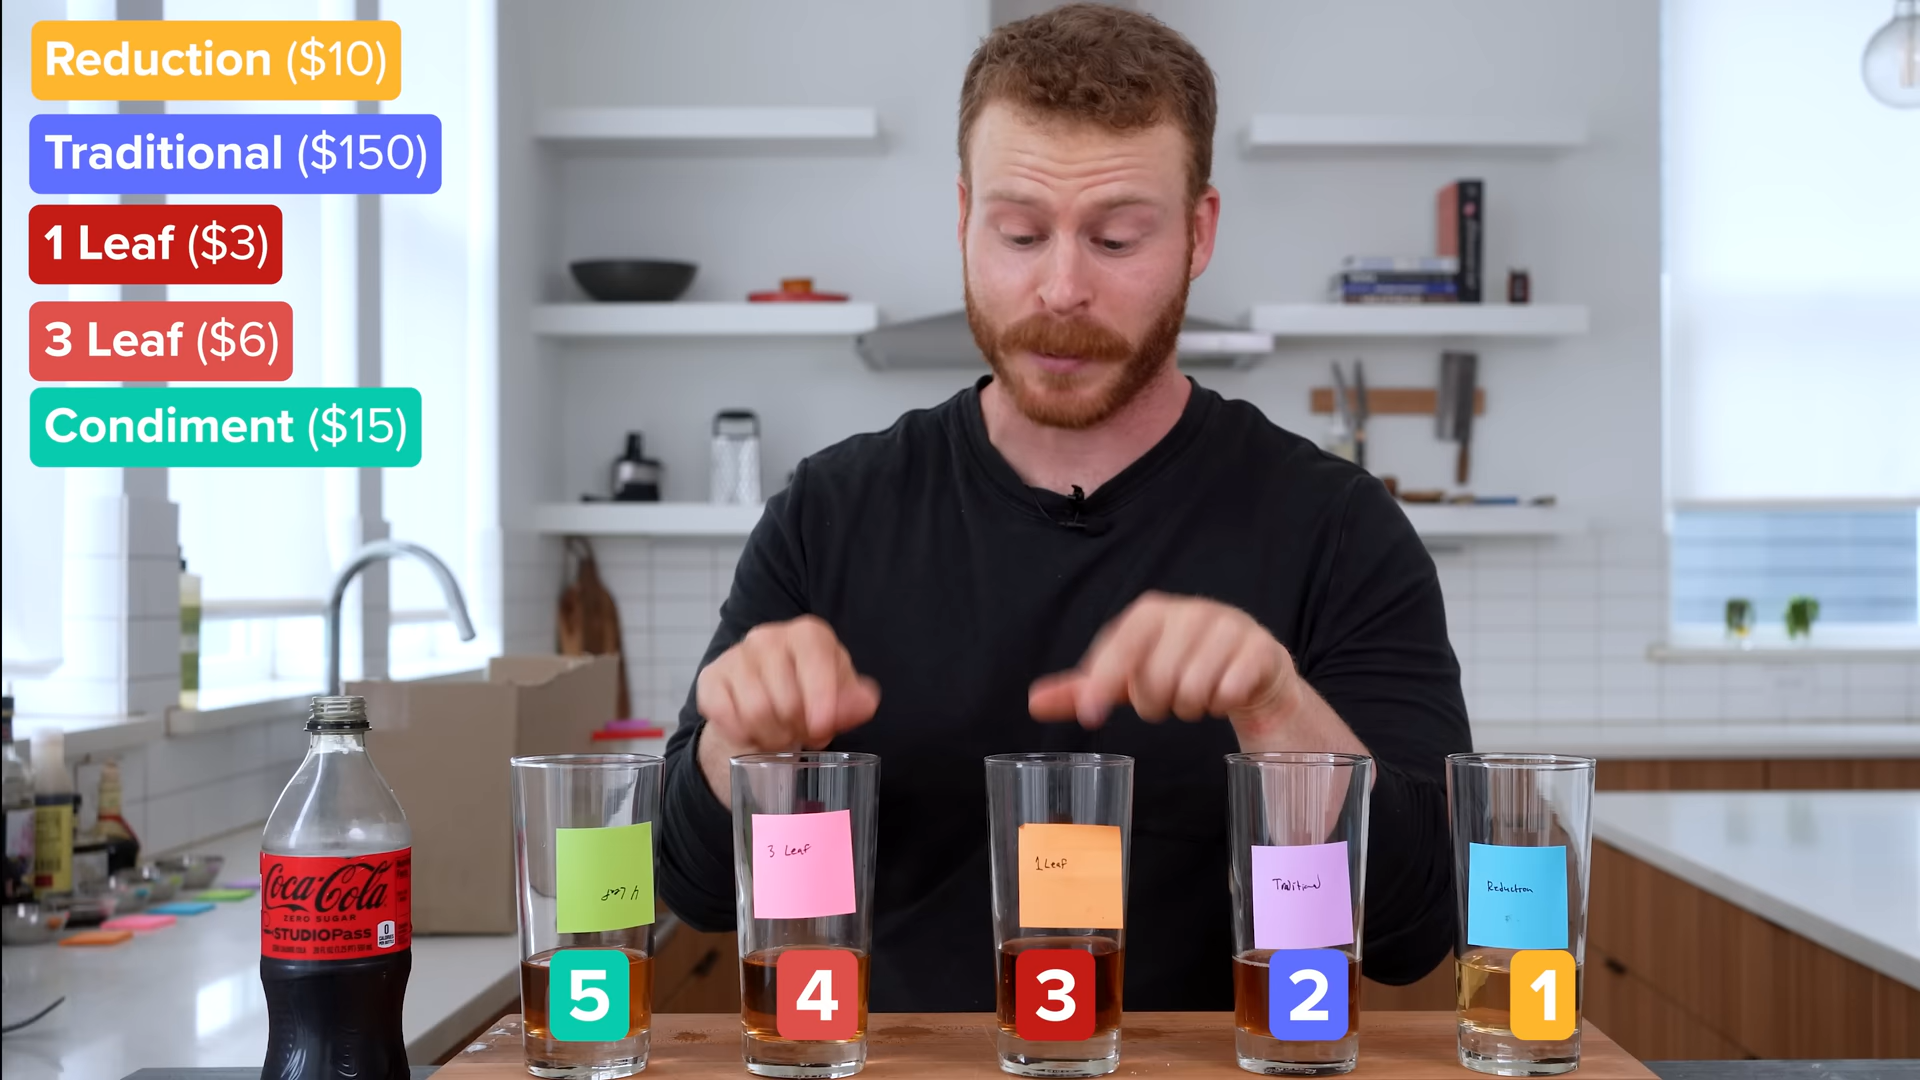 Reduction ($10)
Traditional ($150)
1 Leaf ($3)
3 Leaf ($6)
Condiment ($15)
4 Leaf
3 Leaf
1 Leaf
Traditional
Reduction
Coca-Cola
ZERO SUGAR
STUDIOPass
0
5
4
3
2
1